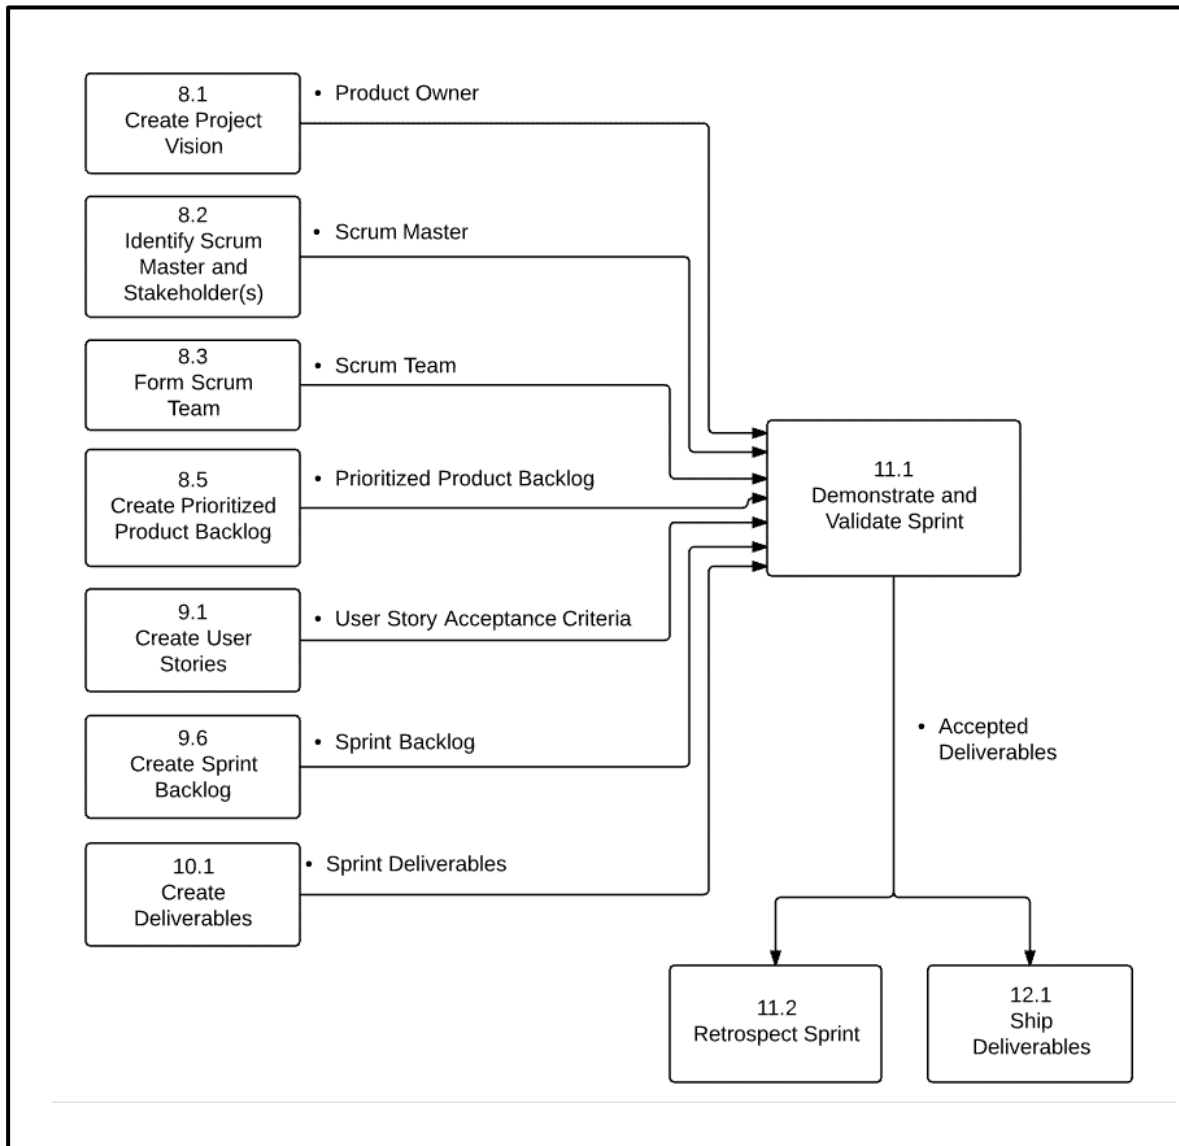 8.1
Create Project
Vision
• Product Owner
8.2
Identify Scrum
Master and
Stakeholder(s)
• Scrum Master
8.3
Form Scrum
Team
• Scrum Team
8.5
Create Prioritized
Product Backlog
• Prioritized Product Backlog
9.1
Create User
Stories
• User Story Acceptance Criteria
9.6
Create Sprint
Backlog
• Sprint Backlog
10.1
Create
Deliverables
• Sprint Deliverables
11.1
Demonstrate and
Validate Sprint
• Accepted
Deliverables
11.2
Retrospect Sprint
12.1
Ship
Deliverables